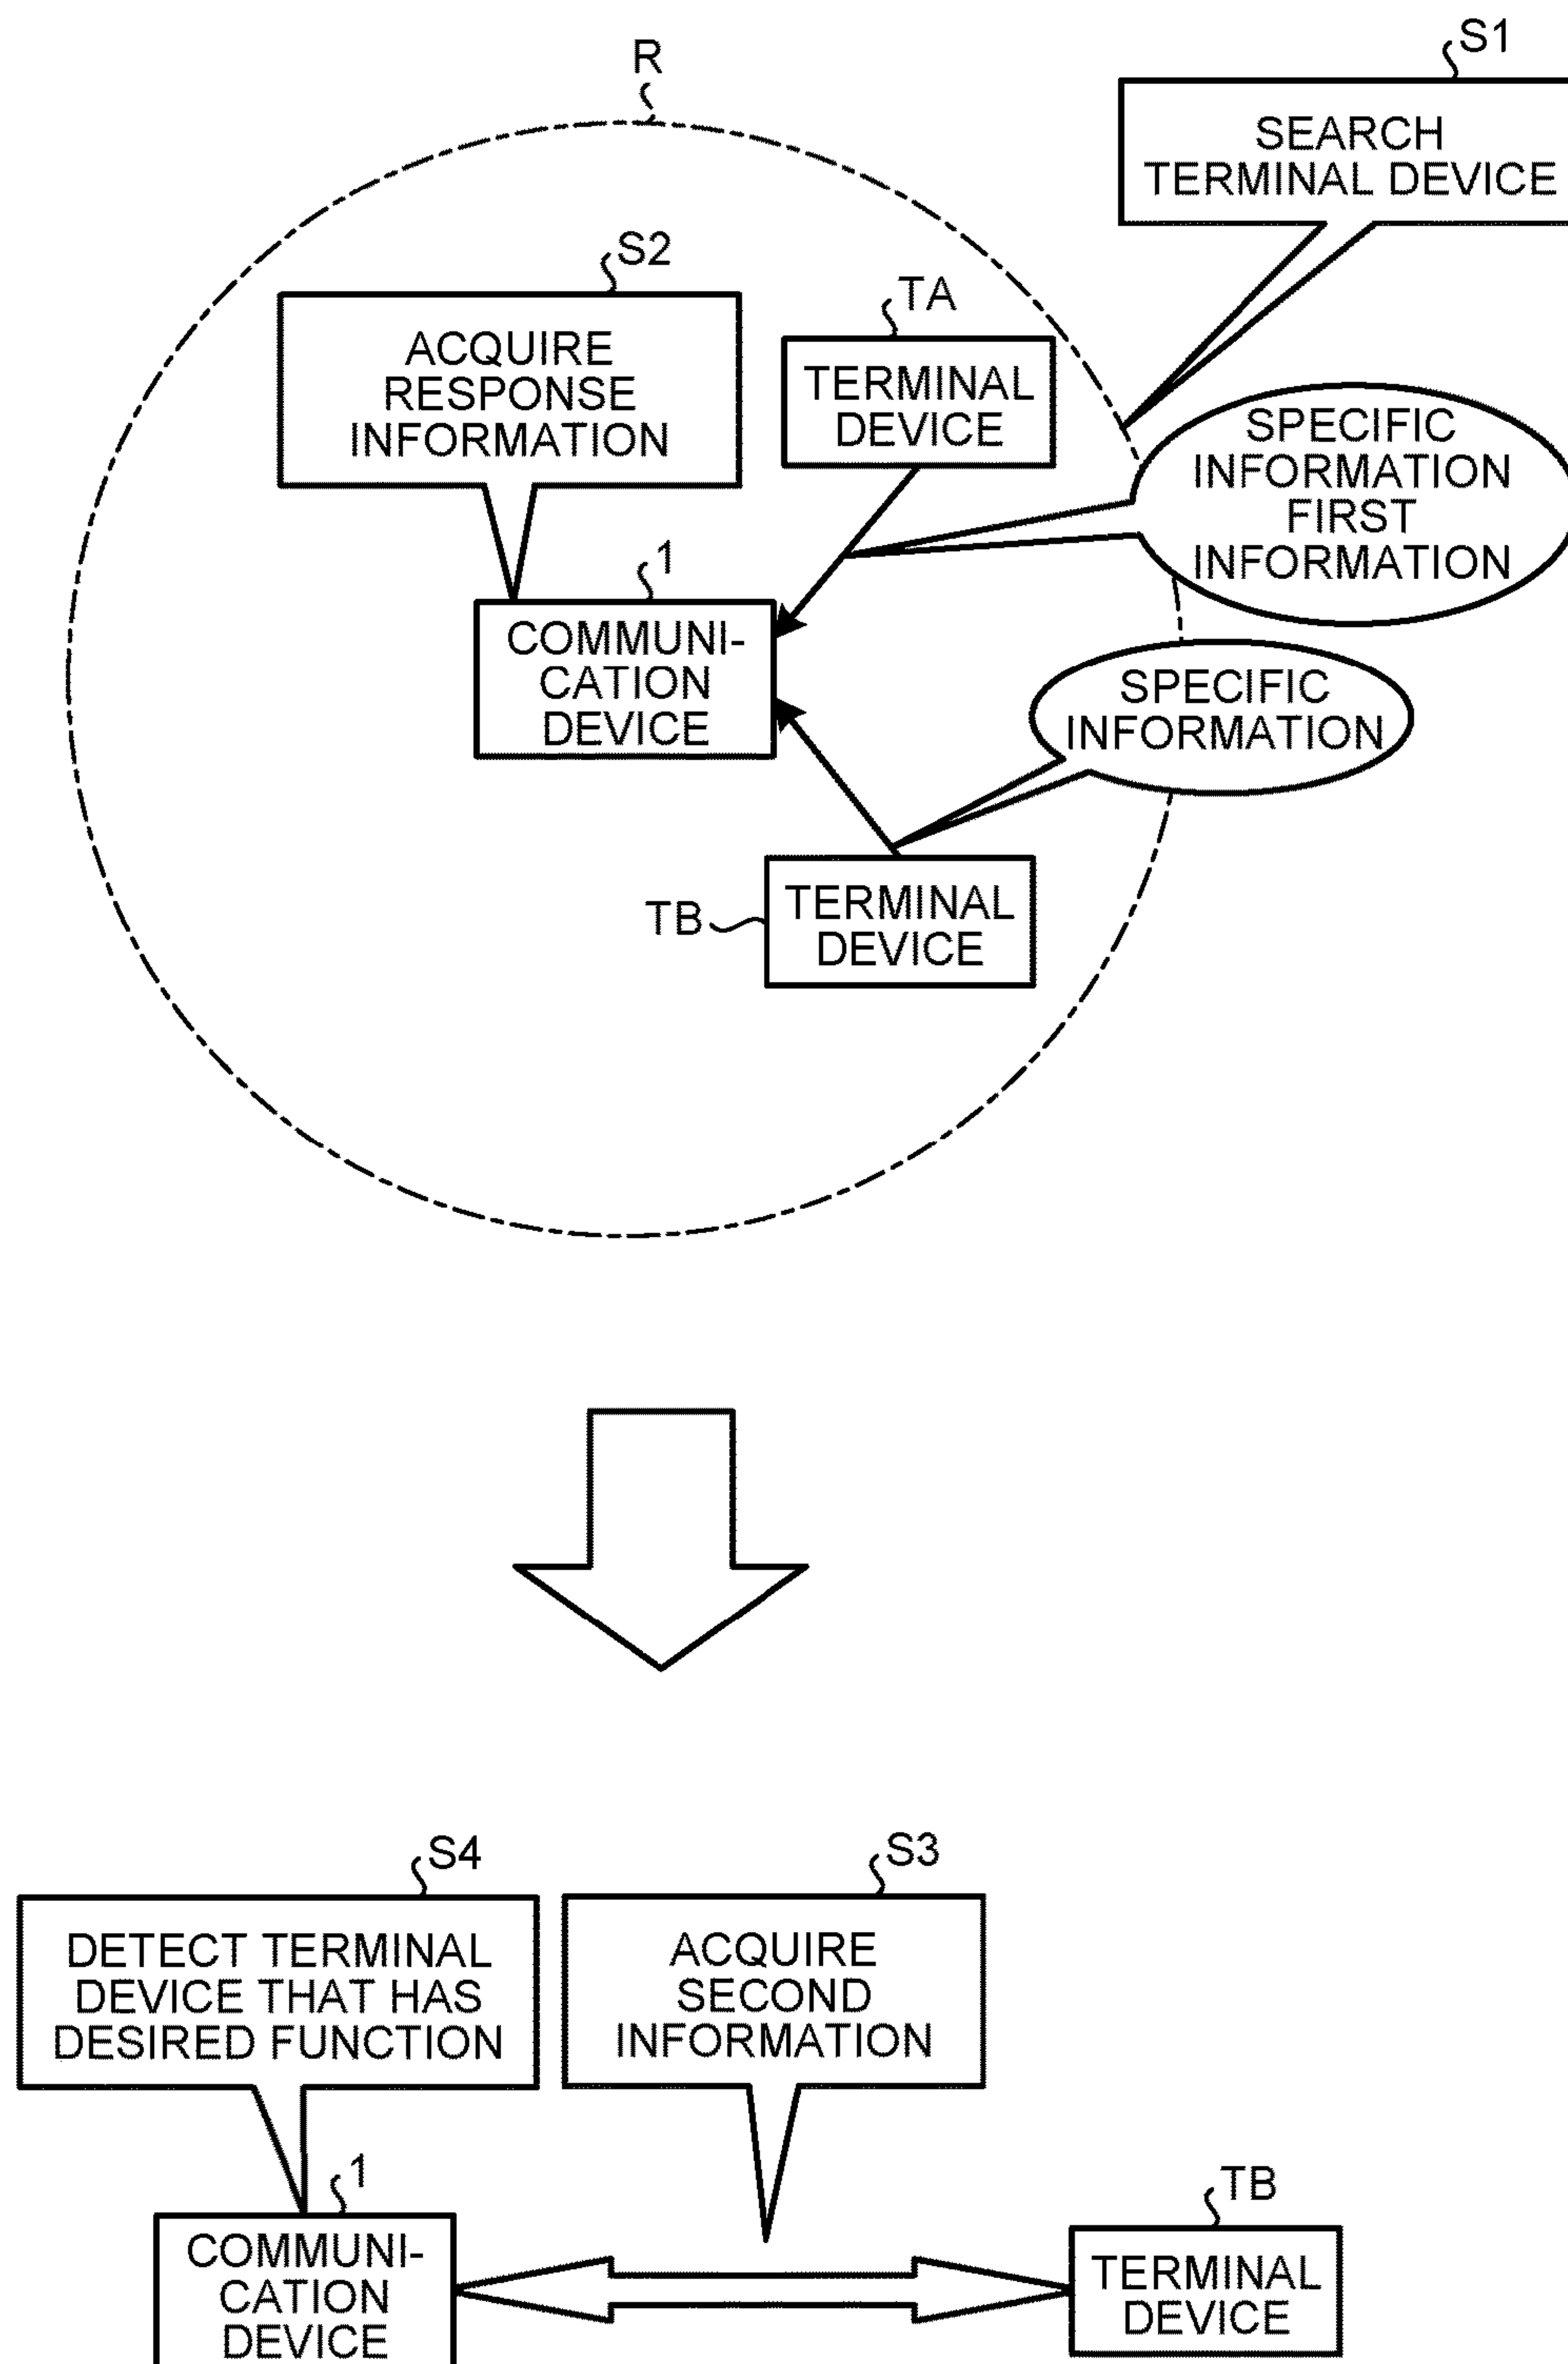 R
S1
SEARCH
TERMINAL DEVICE
S2
ACQUIRE
RESPONSE
INFORMATION
TA
TERMINAL
DEVICE
SPECIFIC
INFORMATION
FIRST
INFORMATION
1
COMMUNI-
CATION
DEVICE
SPECIFIC
INFORMATION
TB
TERMINAL
DEVICE
S4
DETECT TERMINAL
DEVICE THAT HAS
DESIRED FUNCTION
S3
ACQUIRE
SECOND
INFORMATION
1
COMMUNI-
CATION
DEVICE
TB
TERMINAL
DEVICE